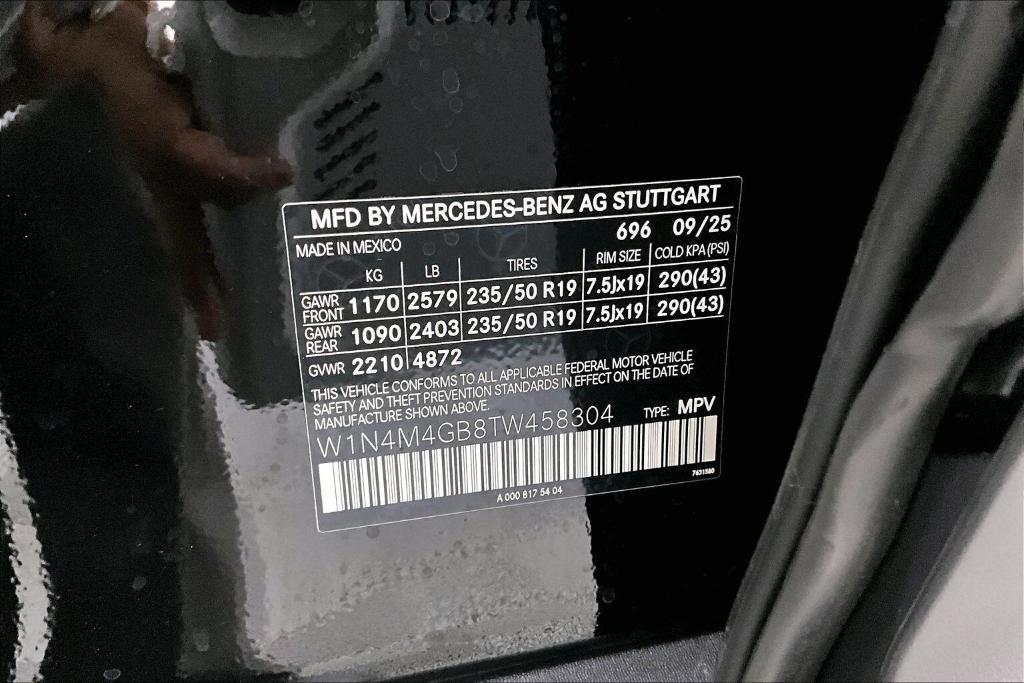 MFD BY MERCEDES-BENZ AG STUTTGART
MADE IN MEXICO 696 09/25
KG LB TIRES RIM SIZE COLD KPA (PSI)
GAWR FRONT 1170 2579 235/50 R19 7.5Jx19 290(43)
GAWR REAR 1090 2403 235/50 R19 7.5Jx19 290(43)
GVWR 2210 4872
THIS VEHICLE CONFORMS TO ALL APPLICABLE FEDERAL MOTOR VEHICLE
SAFETY AND THEFT PREVENTION STANDARDS IN EFFECT ON THE DATE OF
MANUFACTURE SHOWN ABOVE.
W1N4M4GB8TW458304 TYPE: MPV
7631580
A 000 817 54 04